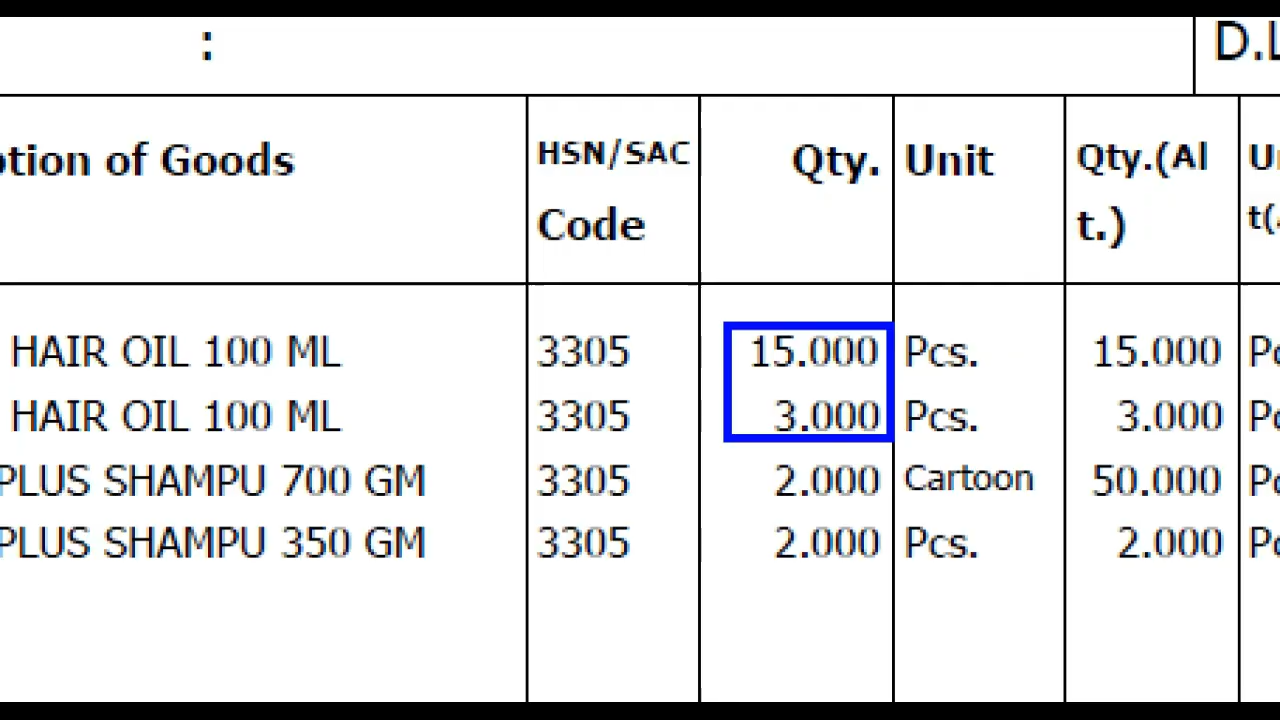 : D.L
tion of Goods HSN/SAC Qty. Unit Qty.(Al
Code t.) t(
HAIR OIL 100 ML 3305 15.000 Pcs. 15.000
HAIR OIL 100 ML 3305 3.000 Pcs. 3.000
PLUS SHAMPU 700 GM 3305 2.000 Cartoon 50.000
PLUS SHAMPU 350 GM 3305 2.000 Pcs. 2.000